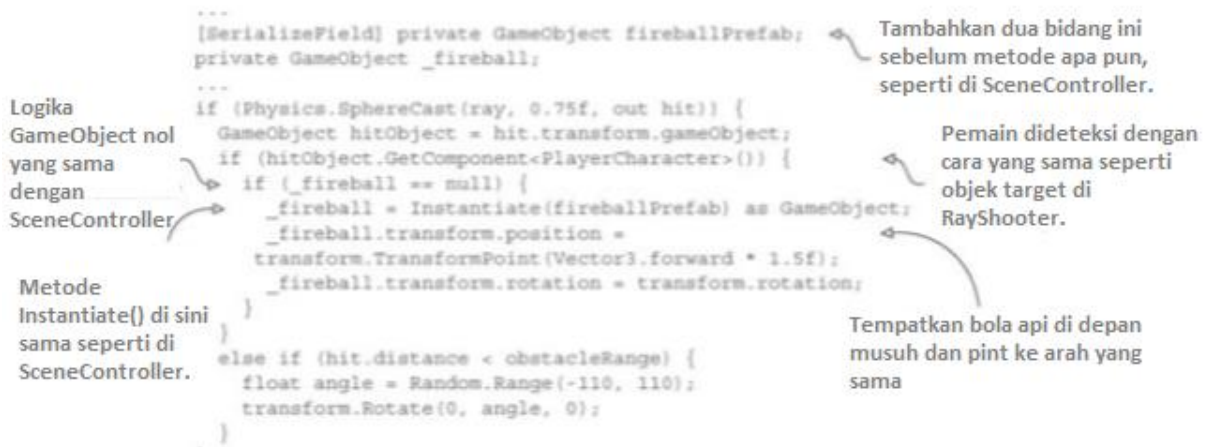 ...
[SerializeField] private GameObject fireballPrefab;
private GameObject _fireball;
...
if (Physics.SphereCast(ray, 0.75f, out hit)) {
GameObject hitObject = hit.transform.gameObject;
if (hitObject.GetComponent<PlayerCharacter>()) {
if (_fireball == null) {
_fireball = Instantiate(fireballPrefab) as GameObject;
_fireball.transform.position =
transform.TransformPoint(Vector3.forward * 1.5f);
_fireball.transform.rotation = transform.rotation;
}
}
else if (hit.distance < obstacleRange) {
float angle = Random.Range(-110, 110);
transform.Rotate(0, angle, 0);
}
Tambahkan dua bidang ini
sebelum metode apa pun,
seperti di SceneController.
Logika
GameObject nol
yang sama
dengan
SceneController
Pemain dideteksi dengan
cara yang sama seperti
objek target di
RayShooter.
Metode
Instantiate() di sini
sama seperti di
SceneController.
Tempatkan bola api di depan
musuh dan pint ke arah yang
sama